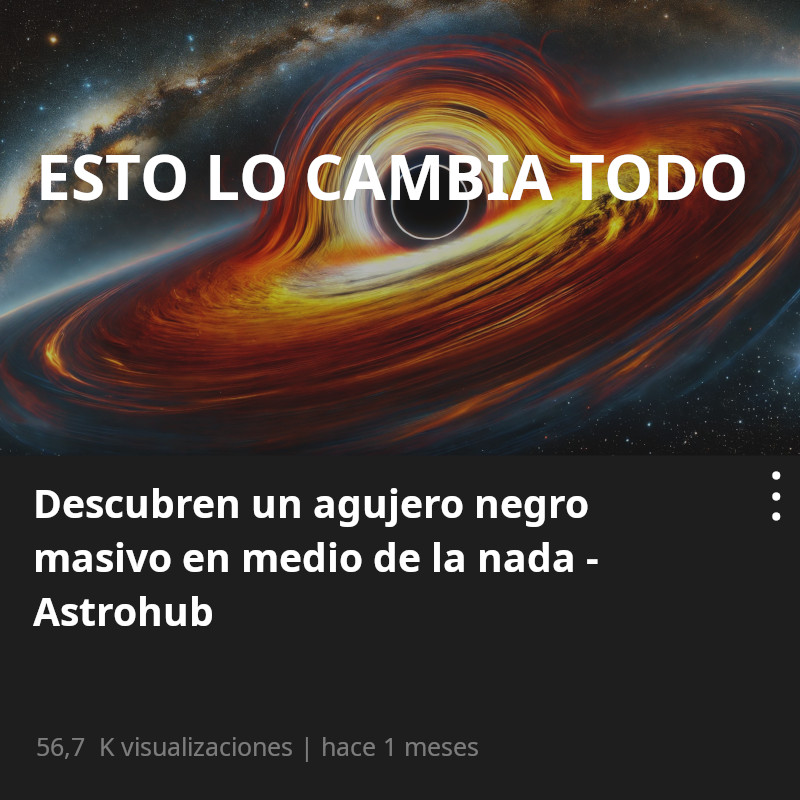 ESTO LO CAMBIA TODO
Descubren un agujero negro
masivo en medio de la nada -
Astrohub
56,7 K visualizaciones | hace 1 meses